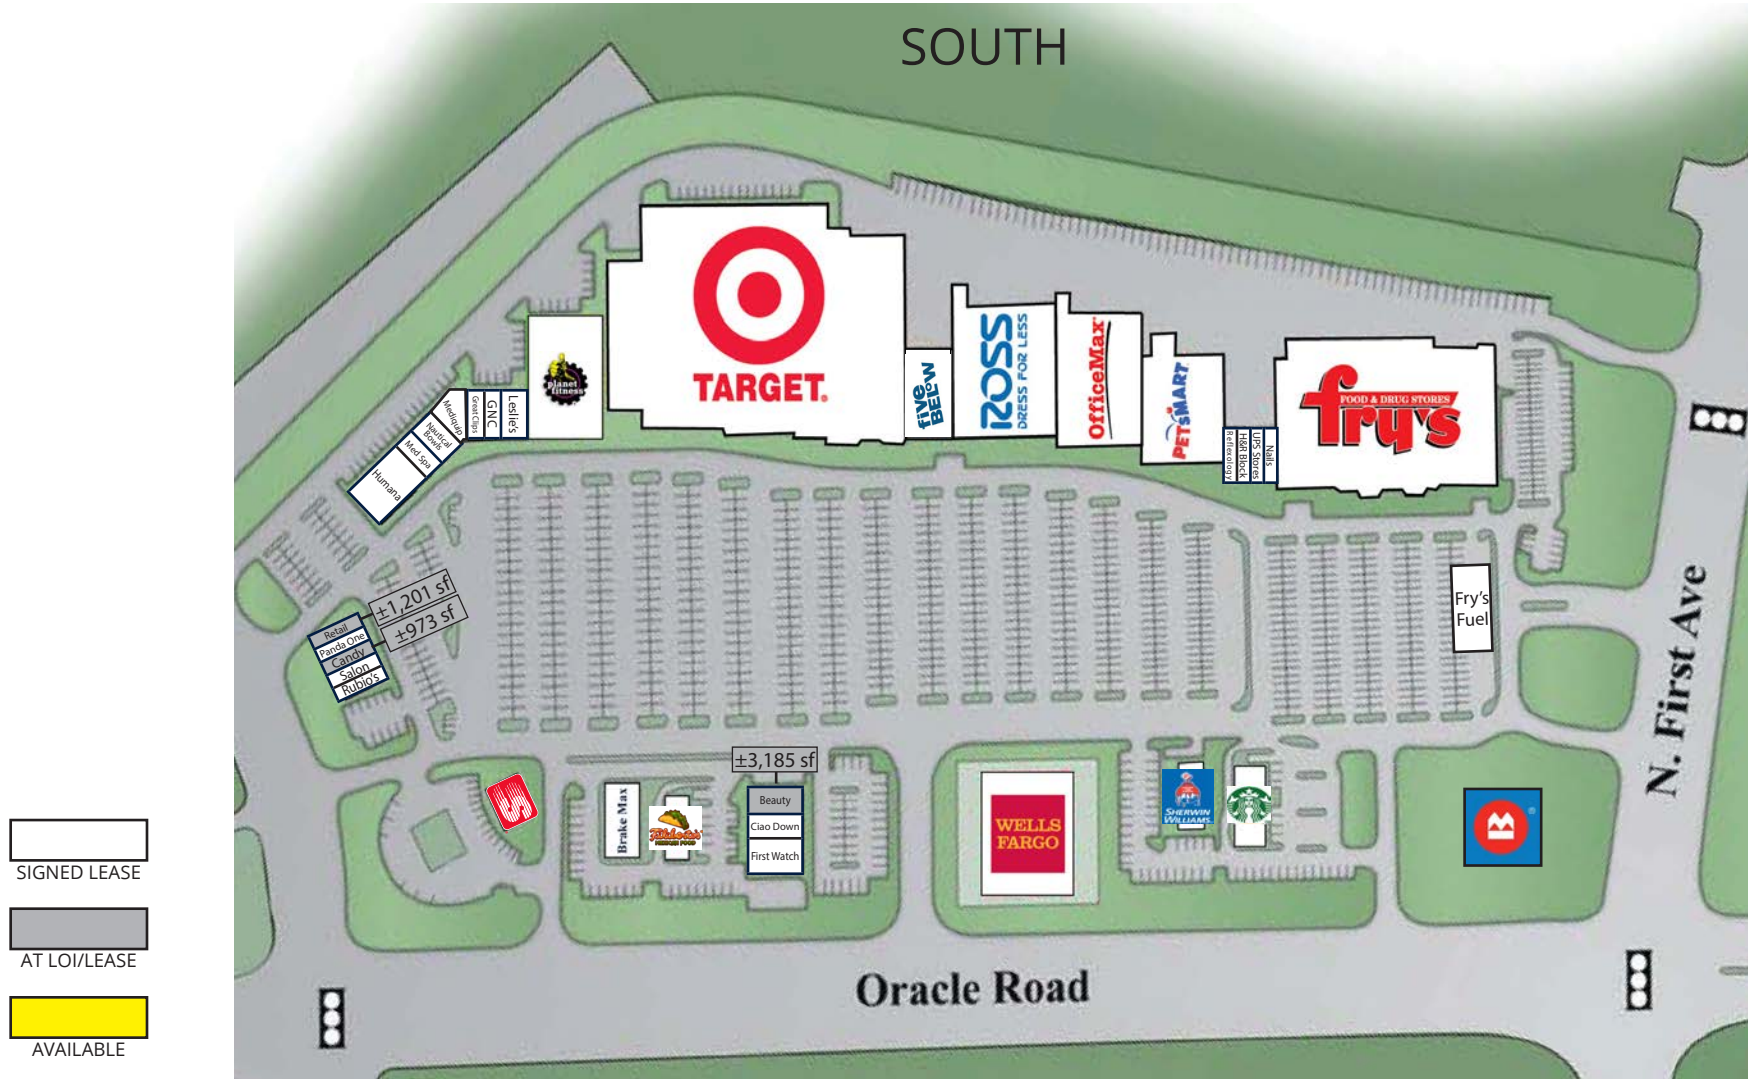 SOUTH
TARGET
planet
fitness
five
BELOW
ROSS
DRESS FOR LESS
OfficeMax
PETSMART
Reflexology
H&R Block
UPS Stores
Nails
FOOD & DRUG STORES
fry's
Leslie's
GNC
Great Clips
Mediquip
Nautical
Bowls
Med Spa
Humana
±1,201 sf
±973 sf
Retail
Panda One
Candy
Salon
Rubio's
Fry's
Fuel
N. First Ave
±3,185 sf
Brake Max
MEXICAN FOOD
Beauty
Ciao Down
First Watch
WELLS
FARGO
SHERWIN
WILLIAMS.
Oracle Road
SIGNED LEASE
AT LOI/LEASE
AVAILABLE